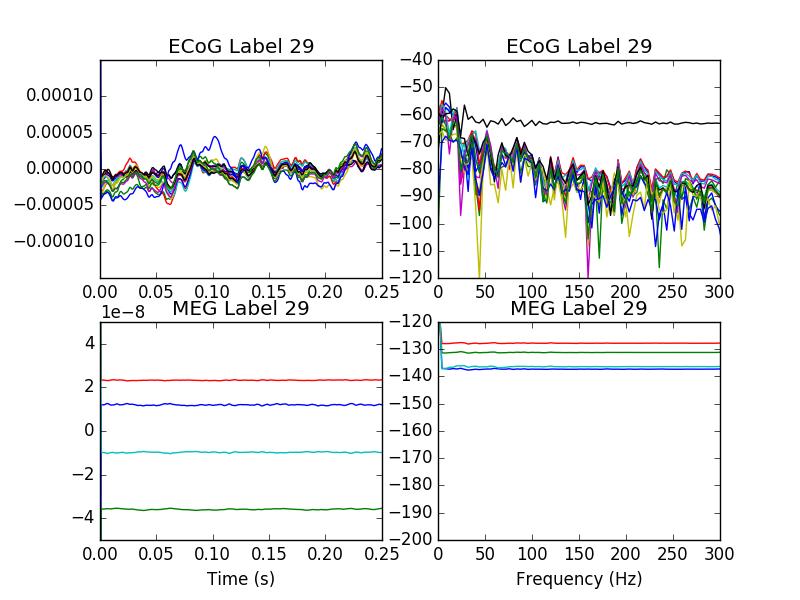 ECoG Label 29
0.00010
0.00005
0.00000
−0.00005
−0.00010
0.00 0.05 0.10 0.15 0.20 0.25
ECoG Label 29
−40
−50
−60
−70
−80
−90
−100
−110
−120
0 50 100 150 200 250 300
MEG Label 29
1e−8
4
2
0
−2
−4
0.00 0.05 0.10 0.15 0.20 0.25
Time (s)
MEG Label 29
−120
−130
−140
−150
−160
−170
−180
−190
−200
0 50 100 150 200 250 300
Frequency (Hz)